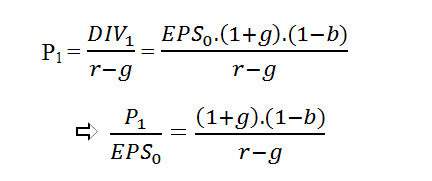 P₁ = DIV₁/(r−g) = EPS₀.(1+g).(1−b)/(r−g)
⇨ P₁/EPS₀ = (1+g).(1−b)/(r−g)